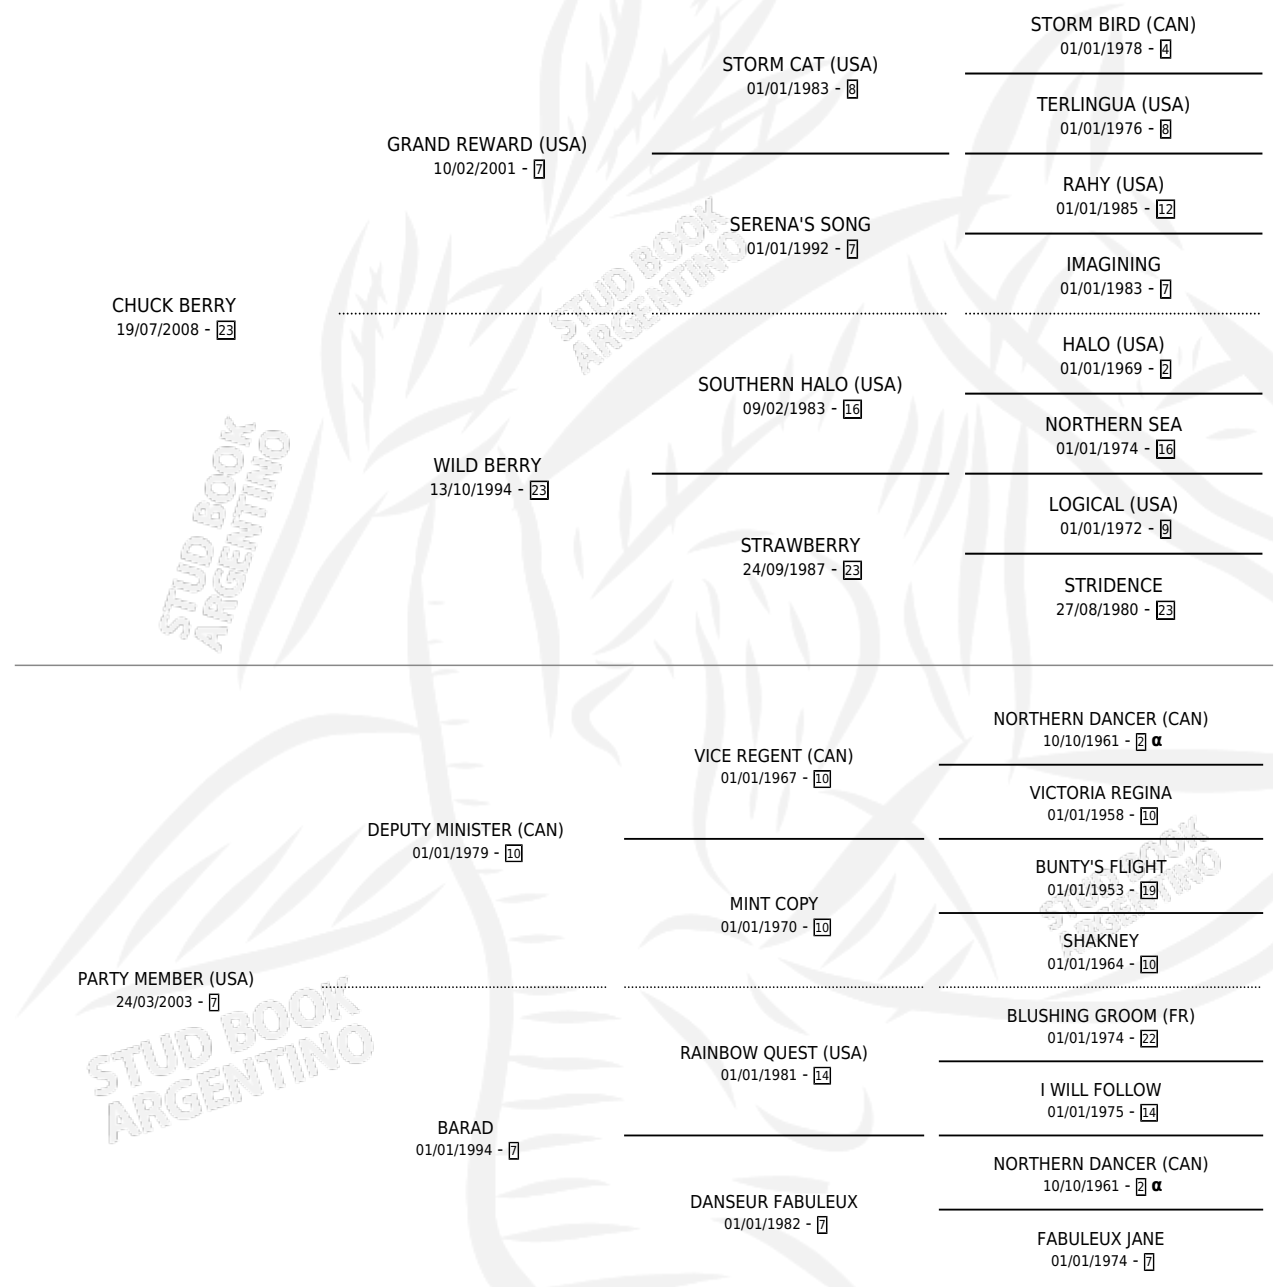 STORM BIRD (CAN)
01/01/1978 - 4
STORM CAT (USA)
01/01/1983 - 8
TERLINGUA (USA)
01/01/1976 - 8
GRAND REWARD (USA)
10/02/2001 - 7
RAHY (USA)
01/01/1985 - 12
SERENA'S SONG
01/01/1992 - 7
IMAGINING
01/01/1983 - 7
CHUCK BERRY
19/07/2008 - 23
HALO (USA)
01/01/1969 - 2
SOUTHERN HALO (USA)
09/02/1983 - 16
NORTHERN SEA
01/01/1974 - 16
WILD BERRY
13/10/1994 - 23
LOGICAL (USA)
01/01/1972 - 9
STRAWBERRY
24/09/1987 - 23
STRIDENCE
27/08/1980 - 23
STUD BOOK
ARGENTINO
STUD BOOK
ARGENTINO
NORTHERN DANCER (CAN)
10/10/1961 - 2 α
VICE REGENT (CAN)
01/01/1967 - 10
VICTORIA REGINA
01/01/1958 - 10
DEPUTY MINISTER (CAN)
01/01/1979 - 10
BUNTY'S FLIGHT
01/01/1953 - 19
MINT COPY
01/01/1970 - 10
SHAKNEY
01/01/1964 - 10
PARTY MEMBER (USA)
24/03/2003 - 7
BLUSHING GROOM (FR)
01/01/1974 - 22
RAINBOW QUEST (USA)
01/01/1981 - 14
I WILL FOLLOW
01/01/1975 - 14
BARAD
01/01/1994 - 7
NORTHERN DANCER (CAN)
10/10/1961 - 2 α
DANSEUR FABULEUX
01/01/1982 - 7
FABULEUX JANE
01/01/1974 - 7
STUD BOOK
ARGENTINO
STUD BOOK
ARGENTINO